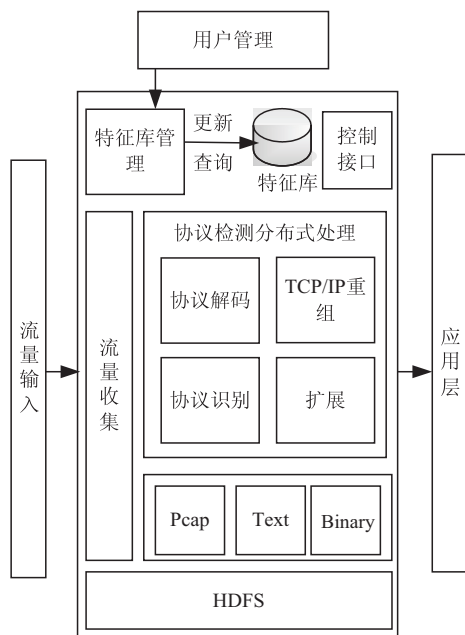 用户管理
特征库管
理
更新
查询
特征库
控制
接口
流量输入
流量收集
协议检测分布式处理
协议解码
TCP/IP重
组
协议识别
扩展
应用层
Pcap
Text
Binary
HDFS